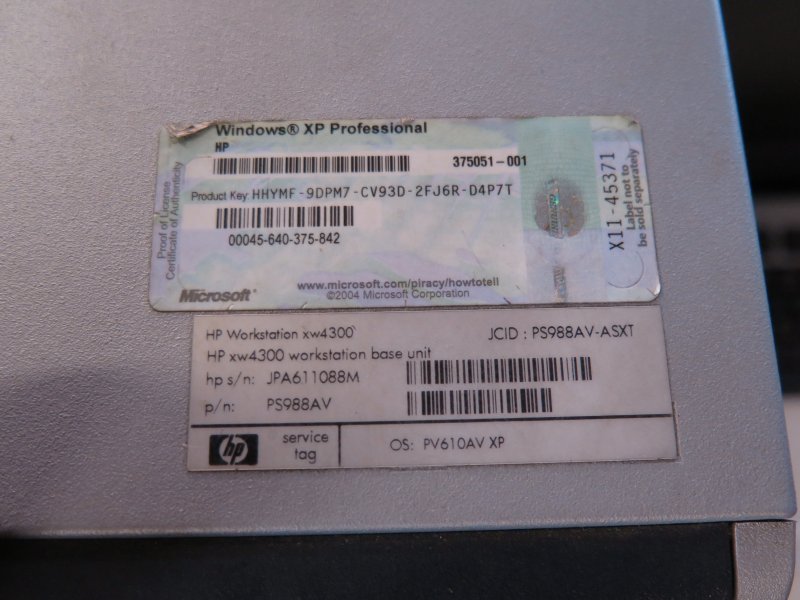 Windows® XP Professional
HP
375051-001
Product Key: HHYMF-9DPM7-CV93D-2FJ6R-D4P7T
00045-640-375-842
Proof of License
Certificate of Authenticity
Microsoft®
www.microsoft.com/piracy/howtotell
©2004 Microsoft Corporation
X11-45371
Label not to
be sold separately
HP Workstation xw4300
JCID : PS988AV-ASXT
HP xw4300 workstation base unit
hp s/n: JPA611088M
p/n: PS988AV
hp
service
tag
OS: PV610AV XP